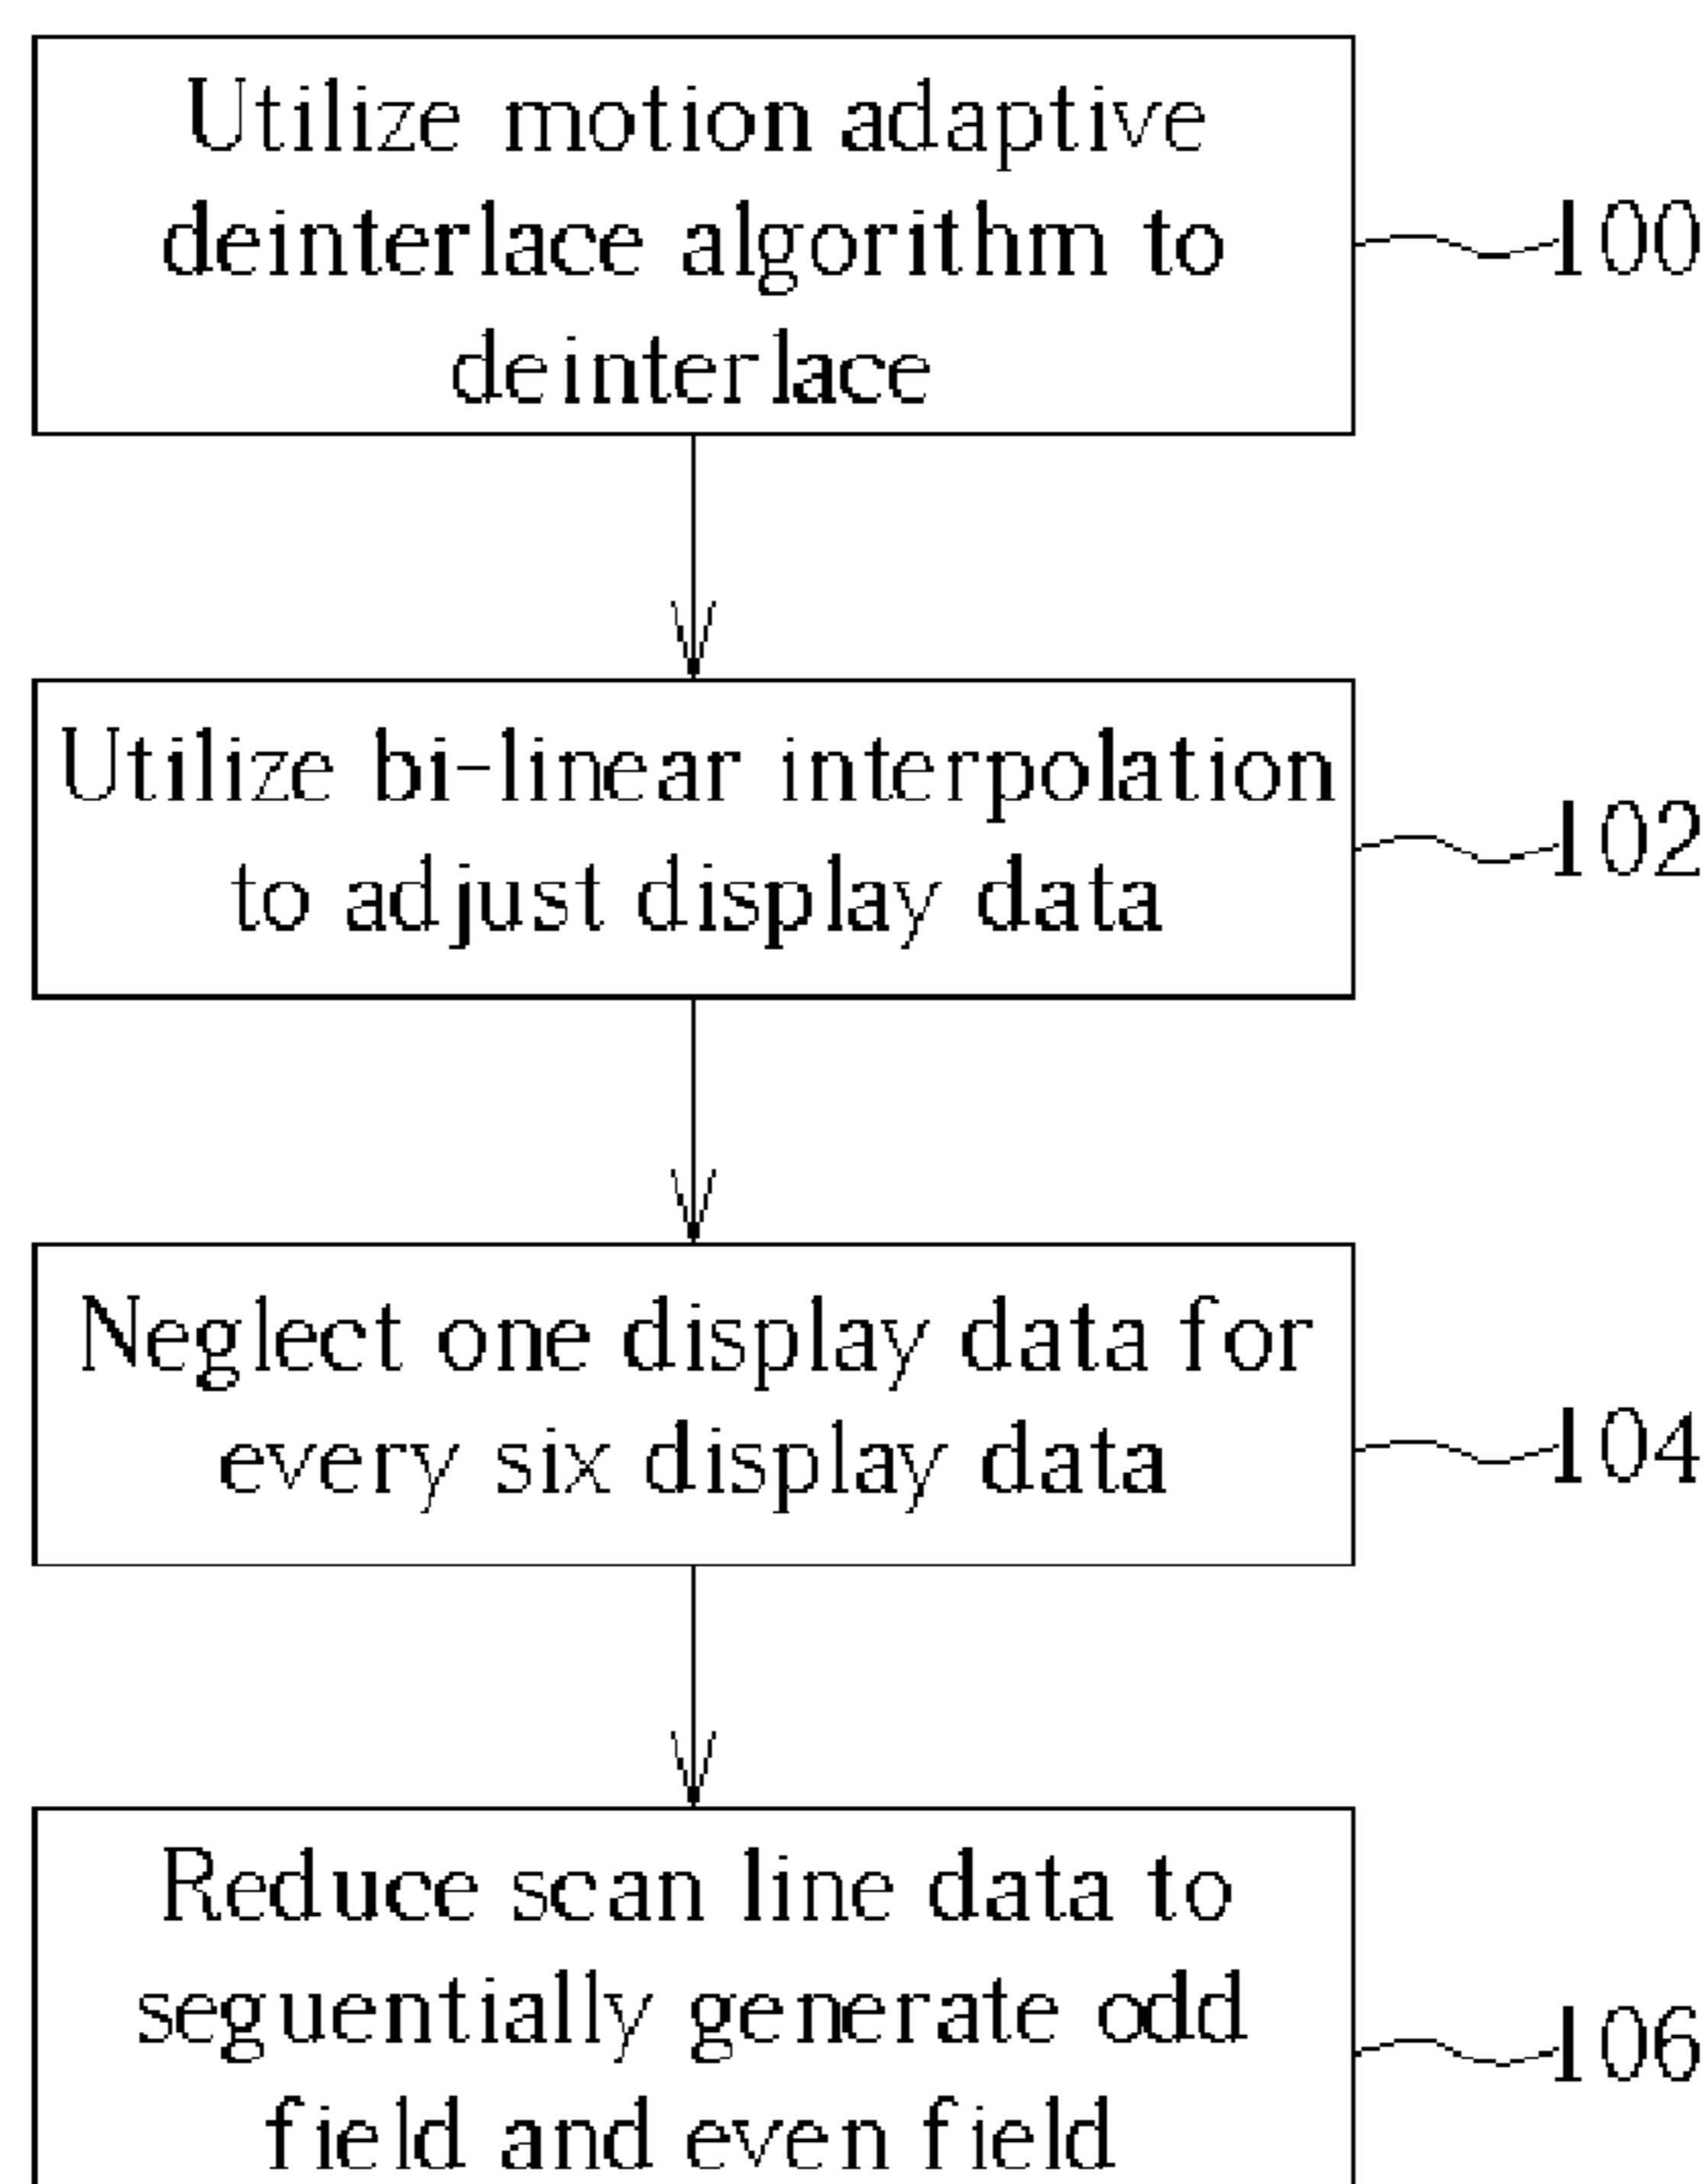 Utilize motion adaptive
deinterlace algorithm to
deinterlace
100
Utilize bi-linear interpolation
to adjust display data
102
Neglect one display data for
every six display data
104
Reduce scan line data to
seguentially generate odd
field and even field
106